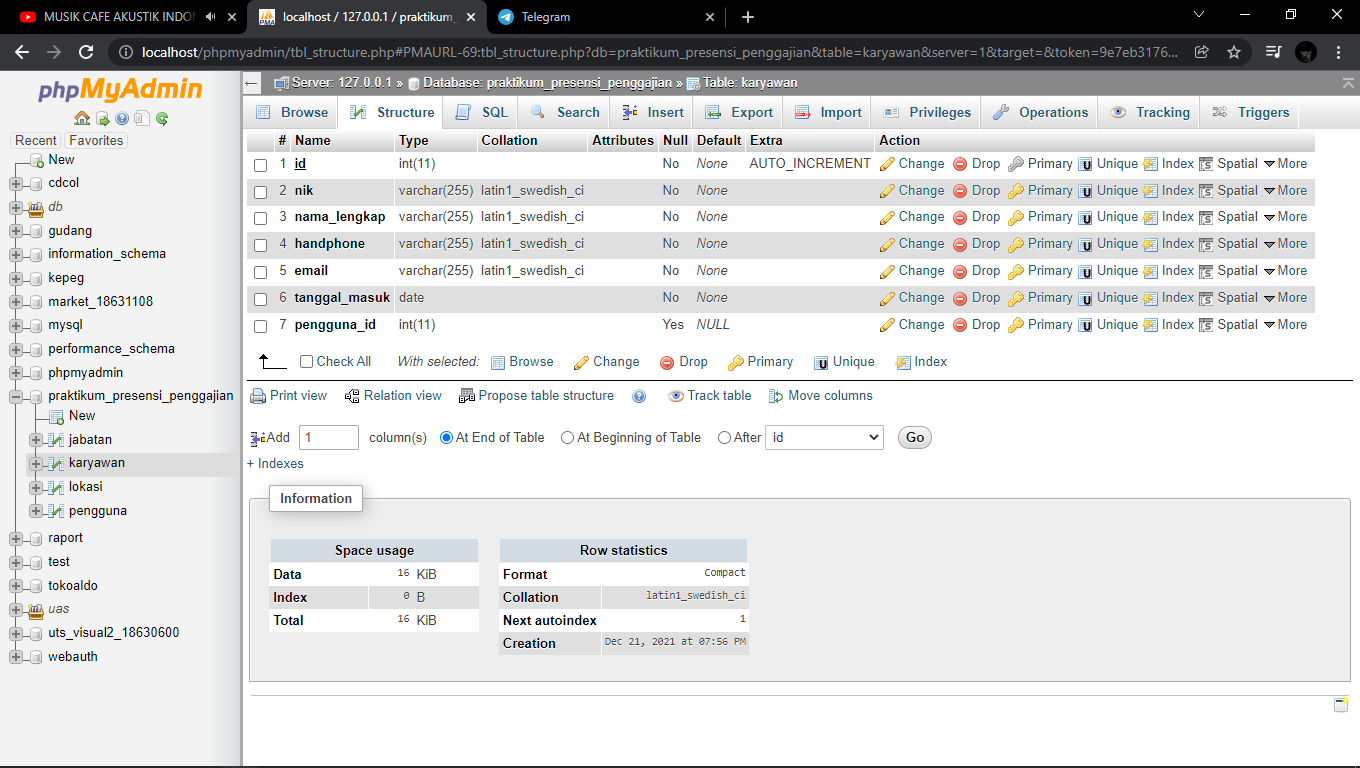 MUSIK CAFE AKUSTIK INDON
localhost / 127.0.0.1 / praktikum_
Telegram
localhost/phpmyadmin/tbl_structure.php#PMAURL-69:tbl_structure.php?db=praktikum_presensi_penggajian&table=karyawan&server=1&target=&token=9e7eb3176...
phpMyAdmin
Recent Favorites
New
cdcol
db
gudang
information_schema
kepeg
market_18631108
mysql
performance_schema
phpmyadmin
praktikum_presensi_penggajian
New
jabatan
karyawan
lokasi
pengguna
raport
test
tokoaldo
uas
uts_visual2_18630600
webauth
Server: 127.0.0.1 » Database: praktikum_presensi_penggajian » Table: karyawan
Browse Structure SQL Search Insert Export Import Privileges Operations Tracking Triggers
# Name Type Collation Attributes Null Default Extra Action
1 id int(11) No None AUTO_INCREMENT Change Drop Primary Unique Index Spatial More
2 nik varchar(255) latin1_swedish_ci No None Change Drop Primary Unique Index Spatial More
3 nama_lengkap varchar(255) latin1_swedish_ci No None Change Drop Primary Unique Index Spatial More
4 handphone varchar(255) latin1_swedish_ci No None Change Drop Primary Unique Index Spatial More
5 email varchar(255) latin1_swedish_ci No None Change Drop Primary Unique Index Spatial More
6 tanggal_masuk date No None Change Drop Primary Unique Index Spatial More
7 pengguna_id int(11) Yes NULL Change Drop Primary Unique Index Spatial More
Check All With selected: Browse Change Drop Primary Unique Index
Print view Relation view Propose table structure Track table Move columns
Add 1 column(s) At End of Table At Beginning of Table After id Go
+ Indexes
Information
Space usage
Data 16 KiB
Index 0 B
Total 16 KiB
Row statistics
Format Compact
Collation latin1_swedish_ci
Next autoindex 1
Creation Dec 21, 2021 at 07:56 PM